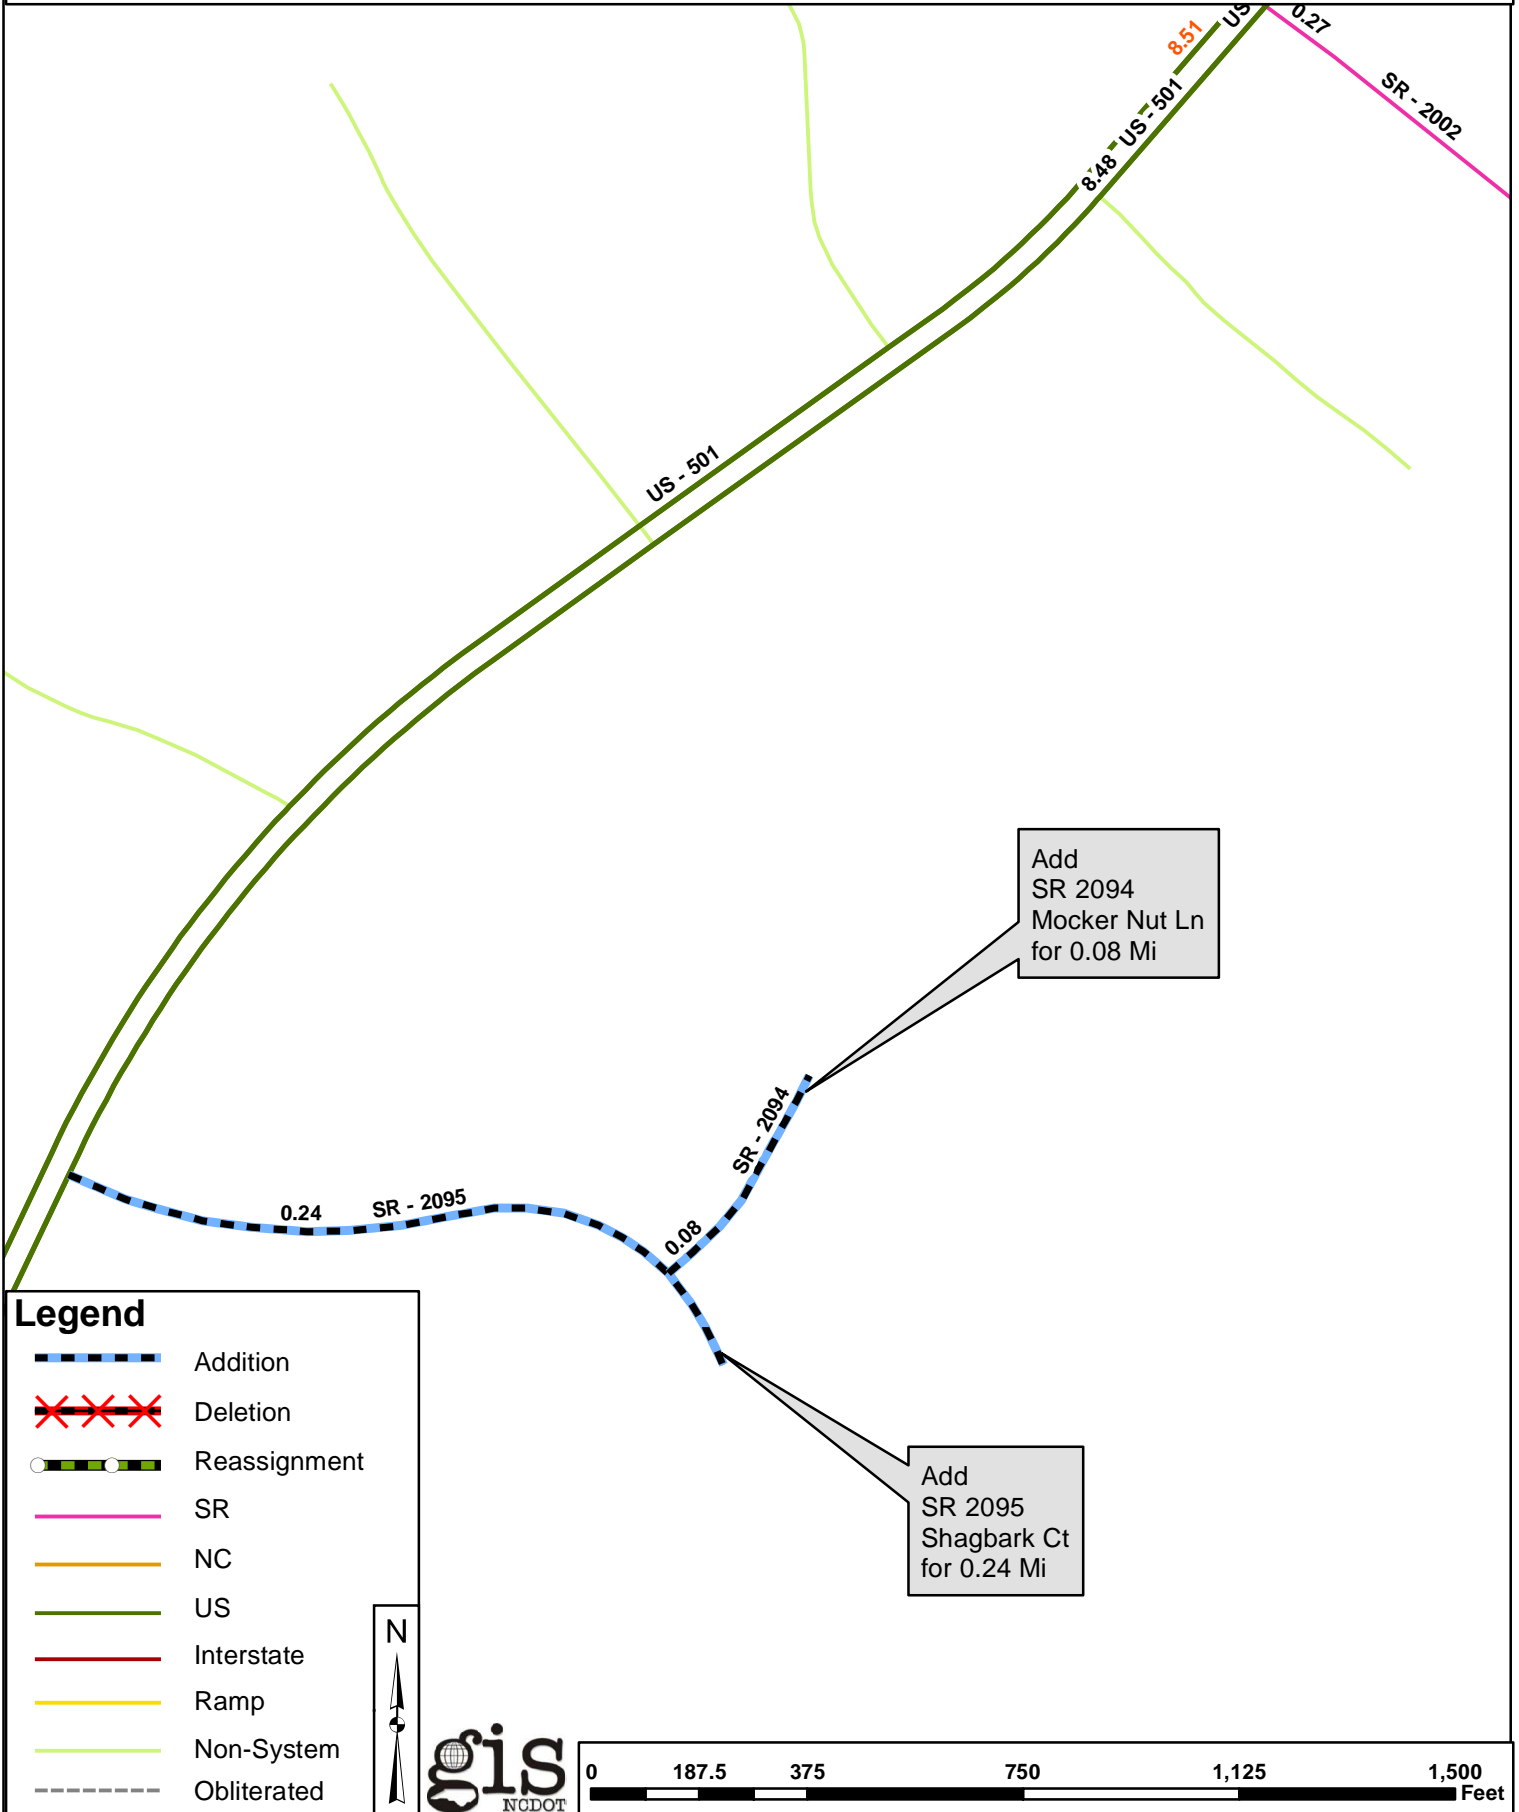 8.51
US
0.27
SR - 2002
US - 501
8.48
US - 501
Add
SR 2094
Mocker Nut Ln
for 0.08 Mi
SR - 2094
0.24
SR - 2095
0.08
Legend
Addition
Deletion
Reassignment
SR
NC
US
Interstate
Ramp
Non-System
Obliterated
Add
SR 2095
Shagbark Ct
for 0.24 Mi
N
gis
NCDOT
0 187.5 375 750 1,125 1,500
Feet